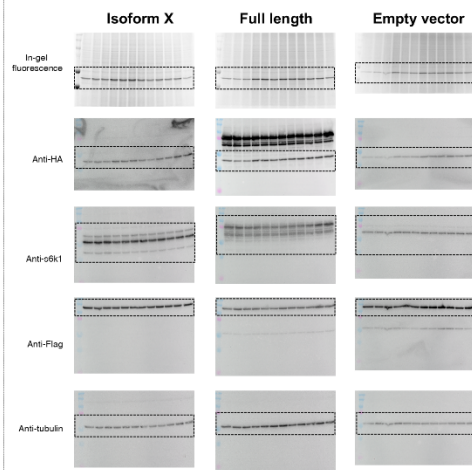 Isoform X Full length Empty vector
In-gel
fluorescence
Anti-HA
Anti-s6k1
Anti-Flag
Anti-tubulin